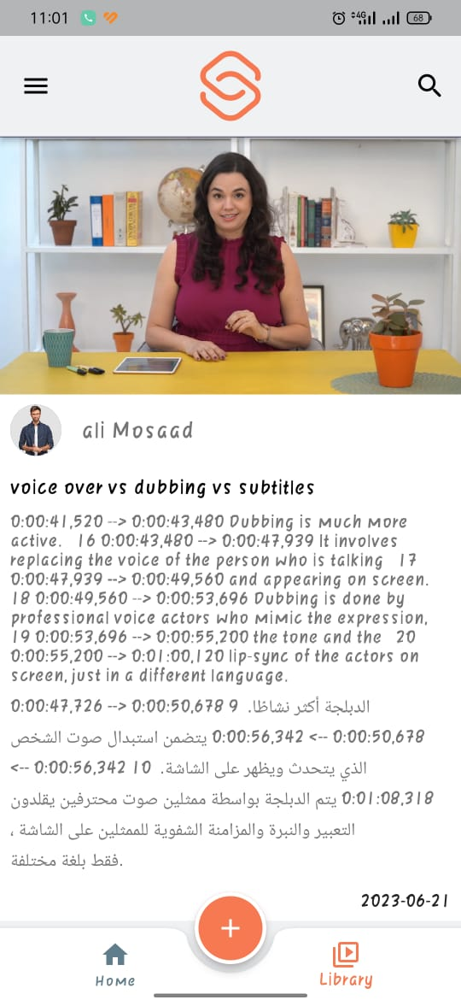 11:01
4G
68
ali Mosaad
voice over vs dubbing vs subtitles
0:00:41,520 --> 0:00:43,480 Dubbing is much more
active. 16 0:00:43,480 --> 0:00:47,939 It involves
replacing the voice of the person who is talking 17
0:00:47,939 --> 0:00:49,560 and appearing on screen.
18 0:00:49,560 --> 0:00:53,696 Dubbing is done by
professional voice actors who mimic the expression,
19 0:00:53,696 --> 0:00:55,200 the tone and the 20
0:00:55,200 --> 0:01:00,120 lip-sync of the actors on
screen, just in a different language.
0:00:47,726 --> 0:00:50,678 9 الدبلجة أكثر نشاطًا.
0:00:50,678 --> 0:00:56,342 يتضمن استبدال صوت الشخص
الذي يتحدث ويظهر على الشاشة. 10 0:00:56,342 -->
0:01:08,318 يتم الدبلجة بواسطة ممثلين صوت محترفين يقلدون
التعبير والنبرة والمزامنة الشفوية للممثلين على الشاشة ،
فقط بلغة مختلفة.
2023-06-21
Home
Library